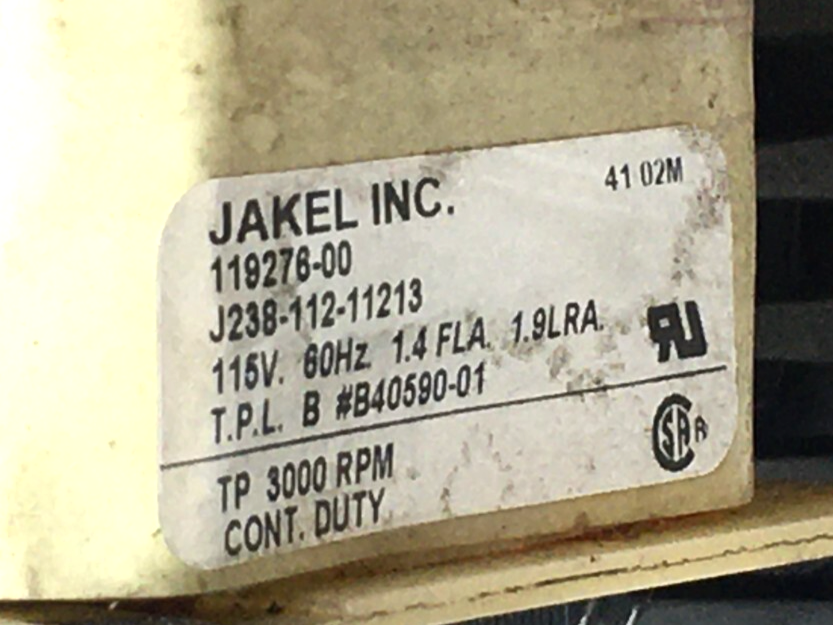 JAKEL INC.
41 02M
119276-00
J238-112-11213
115V. 60Hz. 1.4 FLA. 1.9LRA.
T.P.L. B #B40590-01
TP 3000 RPM
CONT. DUTY